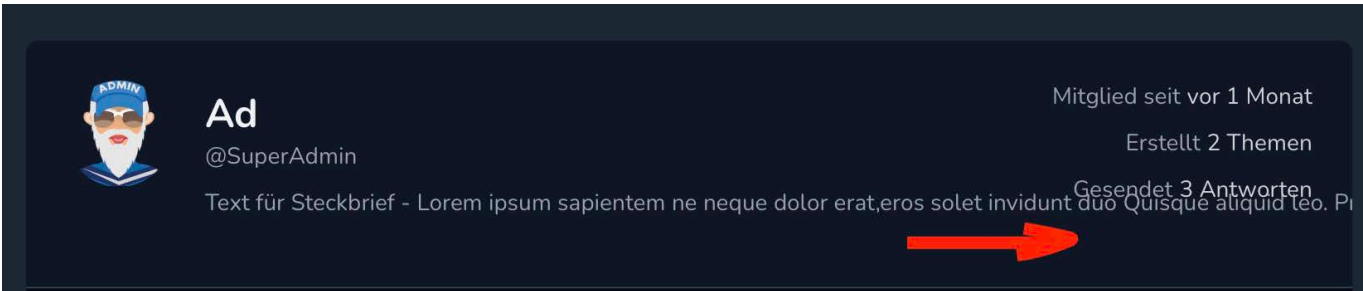 ADMIN
Ad
@SuperAdmin
Text für Steckbrief - Lorem ipsum sapientem ne neque dolor erat,eros solet invidunt duo Quisque aliquid leo.
Mitglied seit vor 1 Monat
Erstellt 2 Themen
Gesendet 3 Antworten